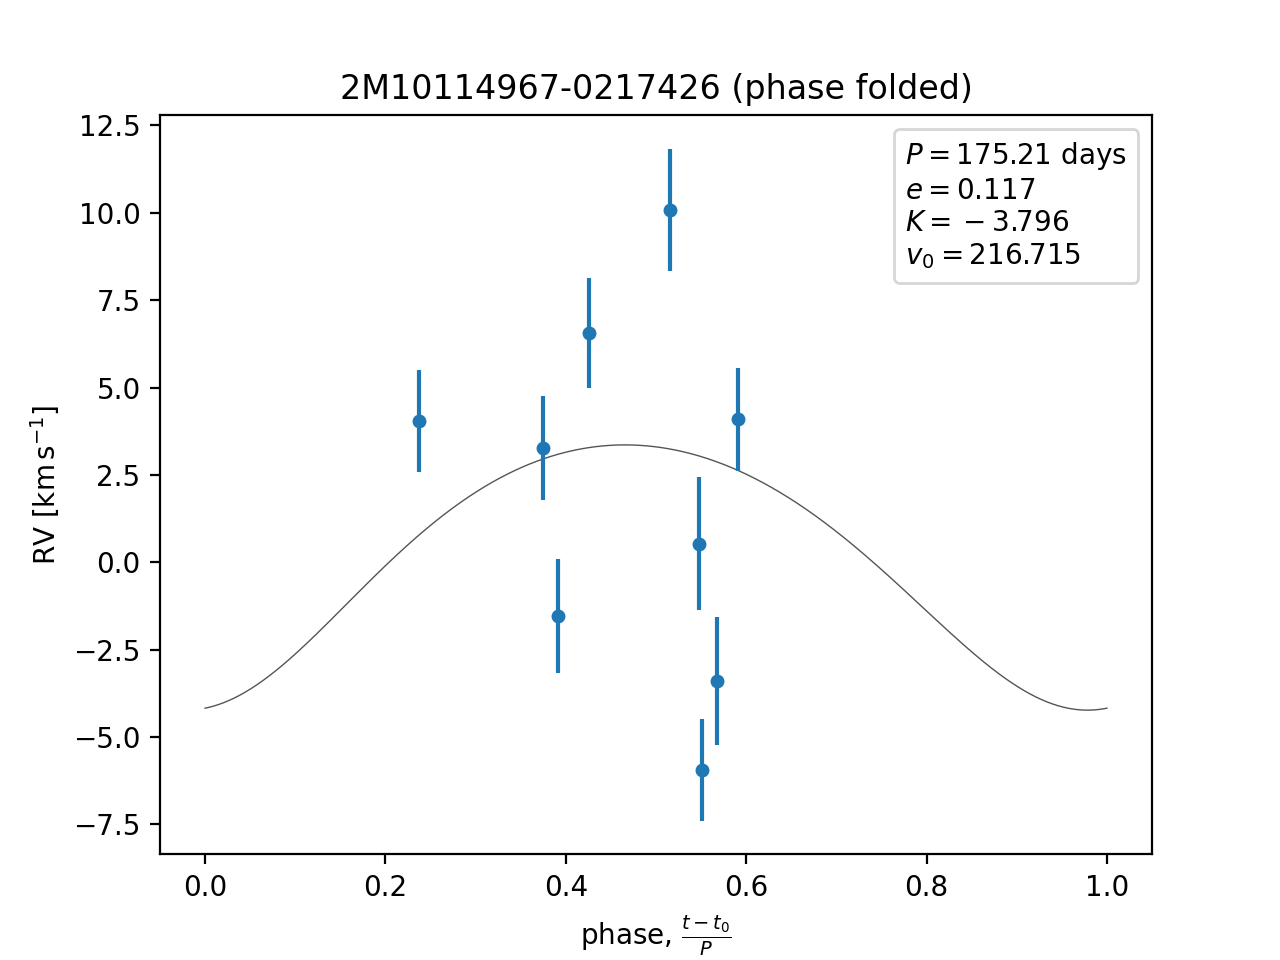 2M10114967-0217426 (phase folded)
P = 175.21 days
e = 0.117
K = −3.796
v₀ = 216.715
RV [km s⁻¹]
12.5
10.0
7.5
5.0
2.5
0.0
−2.5
−5.0
−7.5
0.0 0.2 0.4 0.6 0.8 1.0
phase, (t − t₀)/P